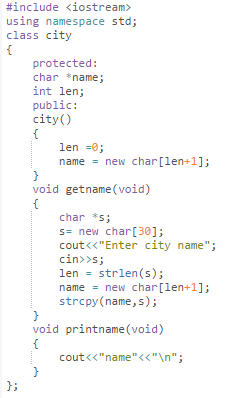 #include <iostream>
using namespace std;
class city
{
protected:
char *name;
int len;
public:
city()
{
len =0;
name = new char[len+1];
}
void getname(void)
{
char *s;
s= new char[30];
cout<<"Enter city name";
cin>>s;
len = strlen(s);
name = new char[len+1];
strcpy(name,s);
}
void printname(void)
{
cout<<"name"<<"\n";
}
};